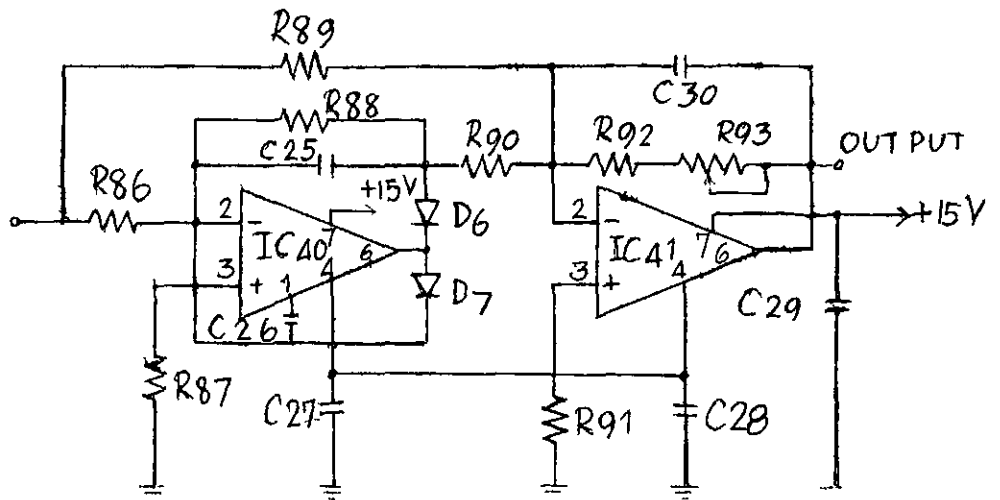 R89
C30
R88
C25
R90
R92
R93
OUT PUT
R86
+15V
2
-
7
D6
2
-
7
+15V
IC40
6
IC41
6
3
+
1
4
D7
3
+
4
C29
C26
R87
C27
R91
C28